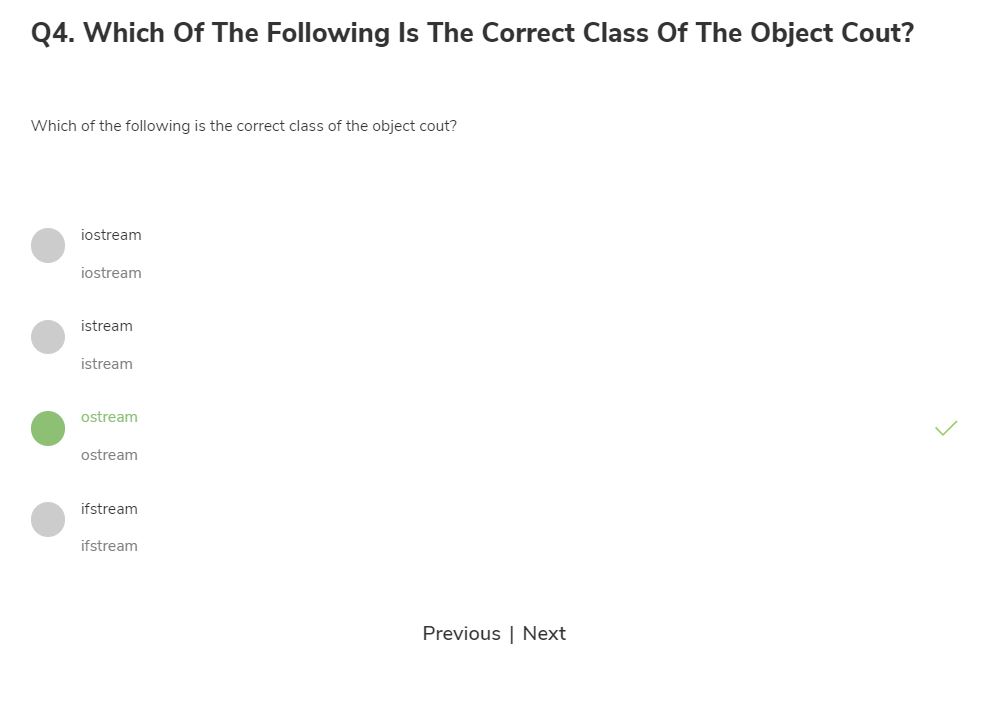 Q4. Which Of The Following Is The Correct Class Of The Object Cout?
Which of the following is the correct class of the object cout?
iostream
iostream
istream
istream
ostream
ostream
ifstream
ifstream
Previous | Next